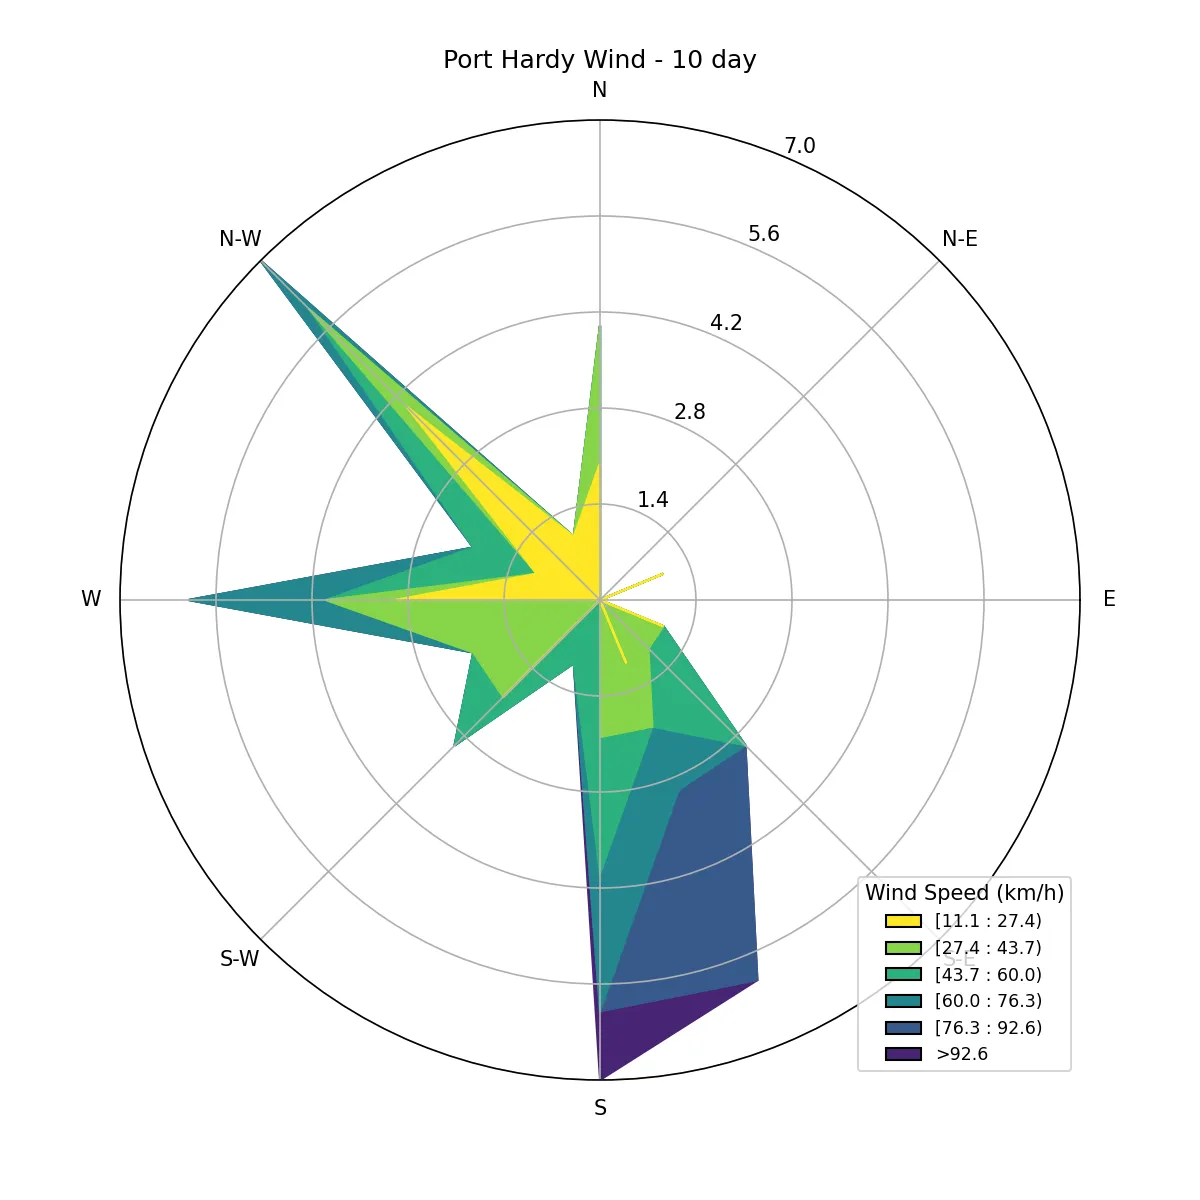 Port Hardy Wind - 10 day
N
7.0
N-W
5.6
N-E
4.2
2.8
1.4
W
E
S-W
S-E
S
Wind Speed (km/h)
[11.1 : 27.4)
[27.4 : 43.7)
[43.7 : 60.0)
[60.0 : 76.3)
[76.3 : 92.6)
>92.6